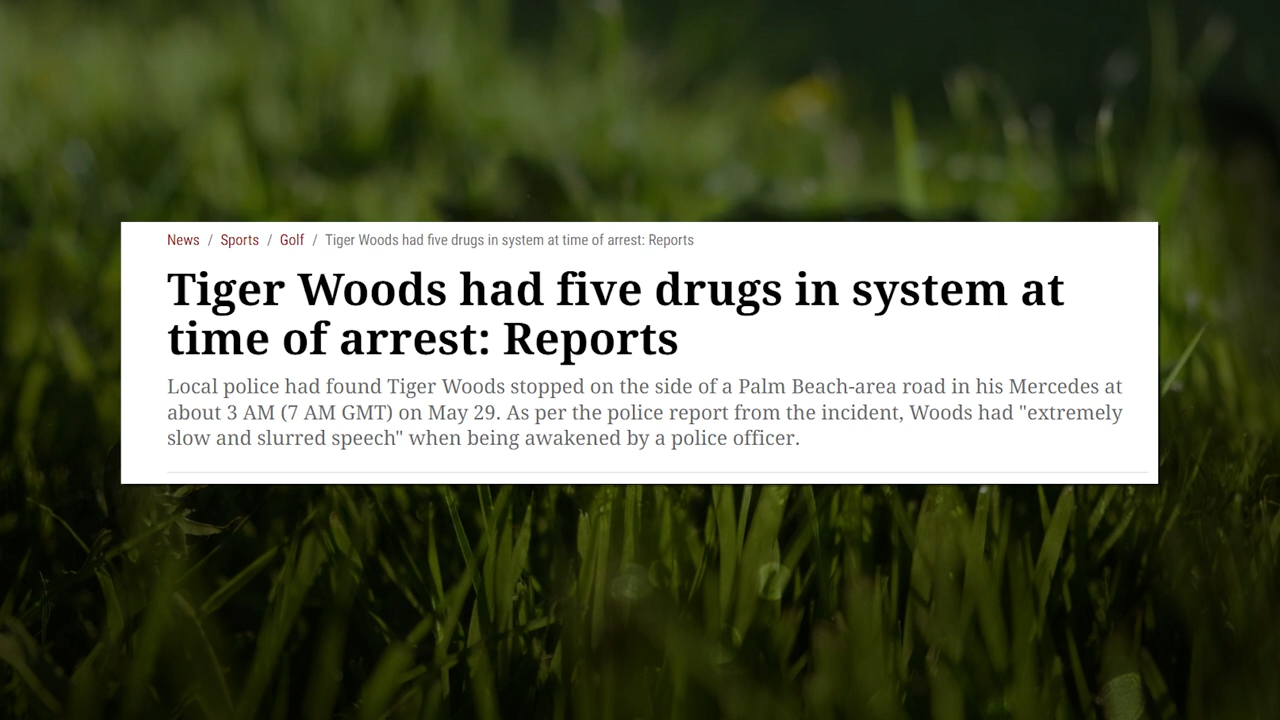 News / Sports / Golf / Tiger Woods had five drugs in system at time of arrest: Reports
Tiger Woods had five drugs in system at
time of arrest: Reports
Local police had found Tiger Woods stopped on the side of a Palm Beach-area road in his Mercedes at
about 3 AM (7 AM GMT) on May 29. As per the police report from the incident, Woods had "extremely
slow and slurred speech" when being awakened by a police officer.